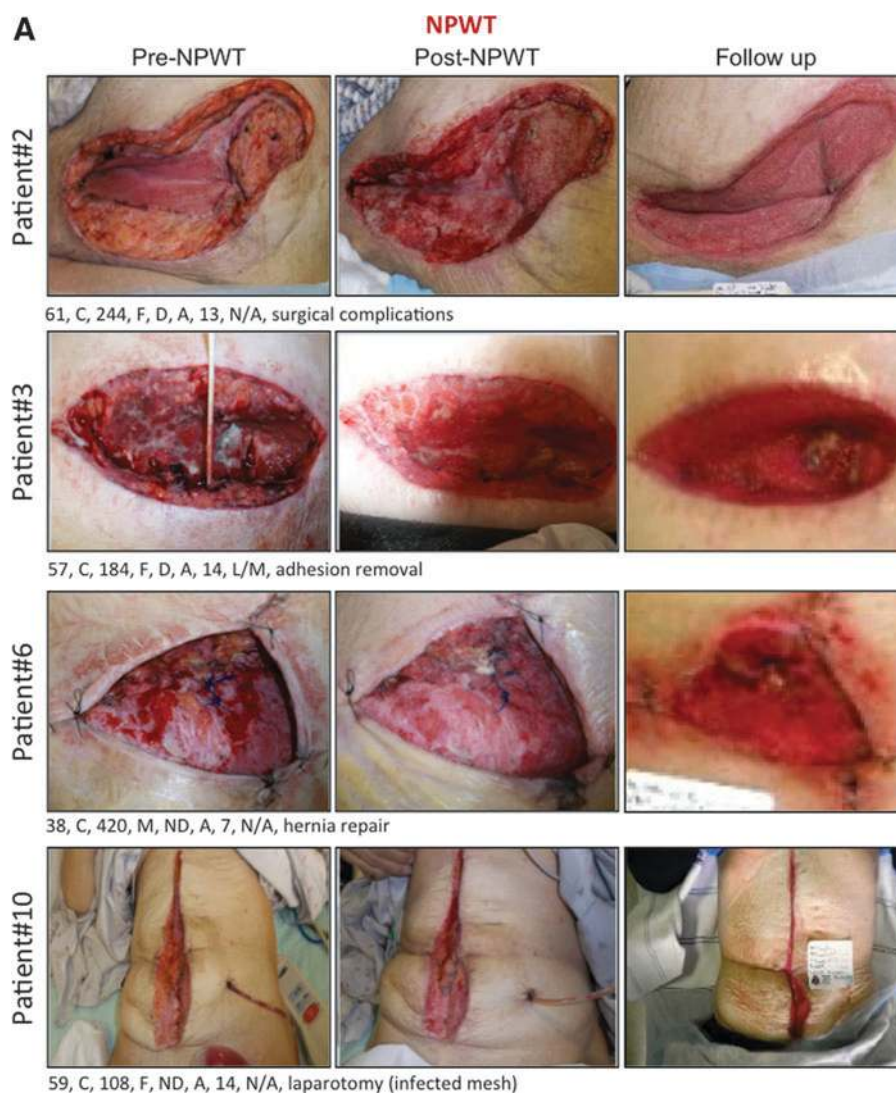 A
NPWT
Pre-NPWT Post-NPWT Follow up
Patient#2
61, C, 244, F, D, A, 13, N/A, surgical complications
Patient#3
57, C, 184, F, D, A, 14, L/M, adhesion removal
Patient#6
38, C, 420, M, ND, A, 7, N/A, hernia repair
Patient#10
59, C, 108, F, ND, A, 14, N/A, laparotomy (infected mesh)